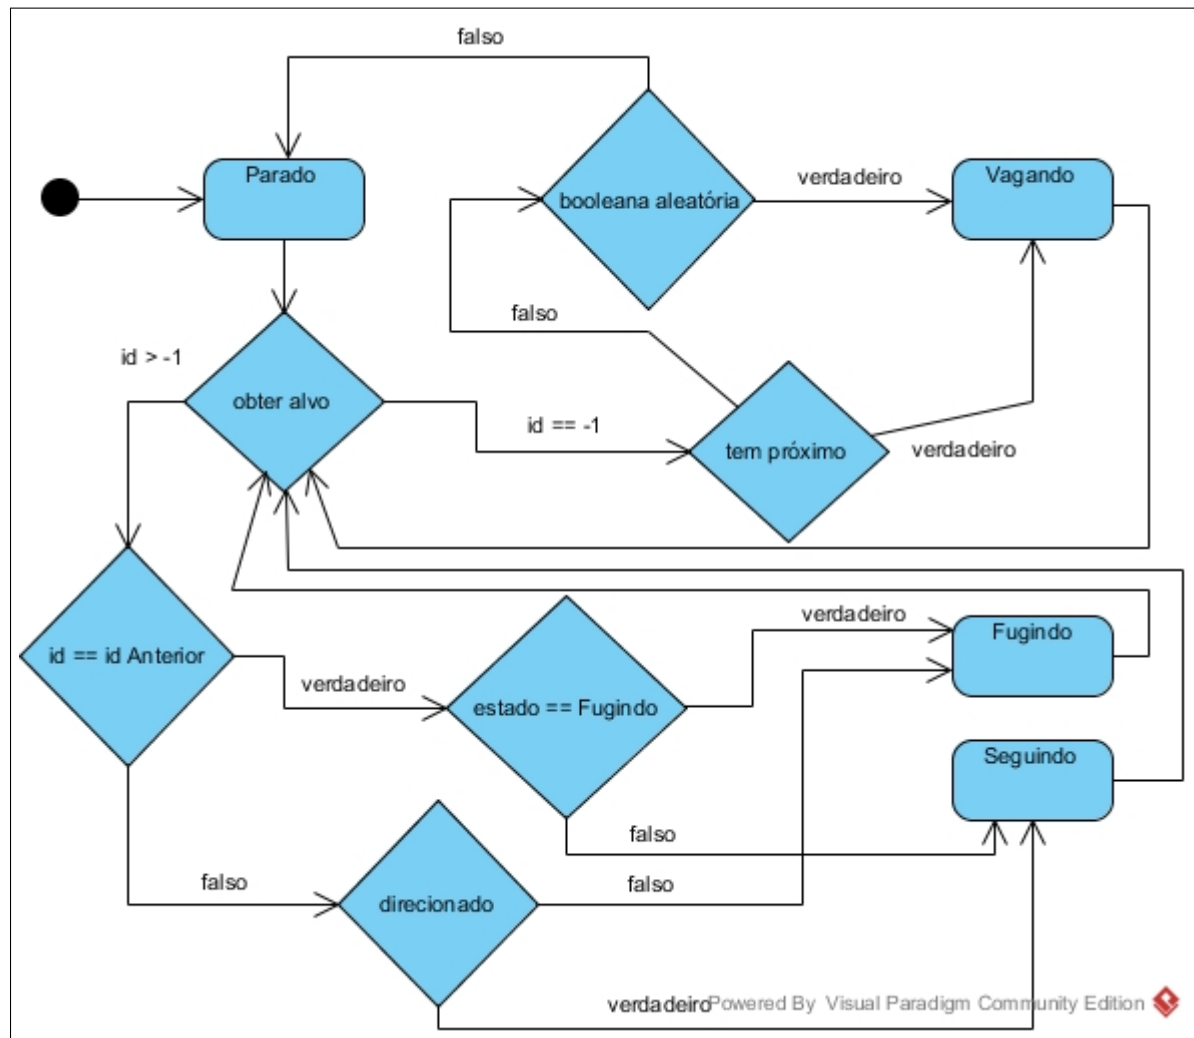 falso
Parado
booleana aleatória
verdadeiro
Vagando
falso
id > -1
obter alvo
id == -1
tem próximo
verdadeiro
id == id Anterior
verdadeiro
estado == Fugindo
verdadeiro
Fugindo
Seguindo
falso
falso
direcionado
falso
verdadeiro
Powered By Visual Paradigm Community Edition